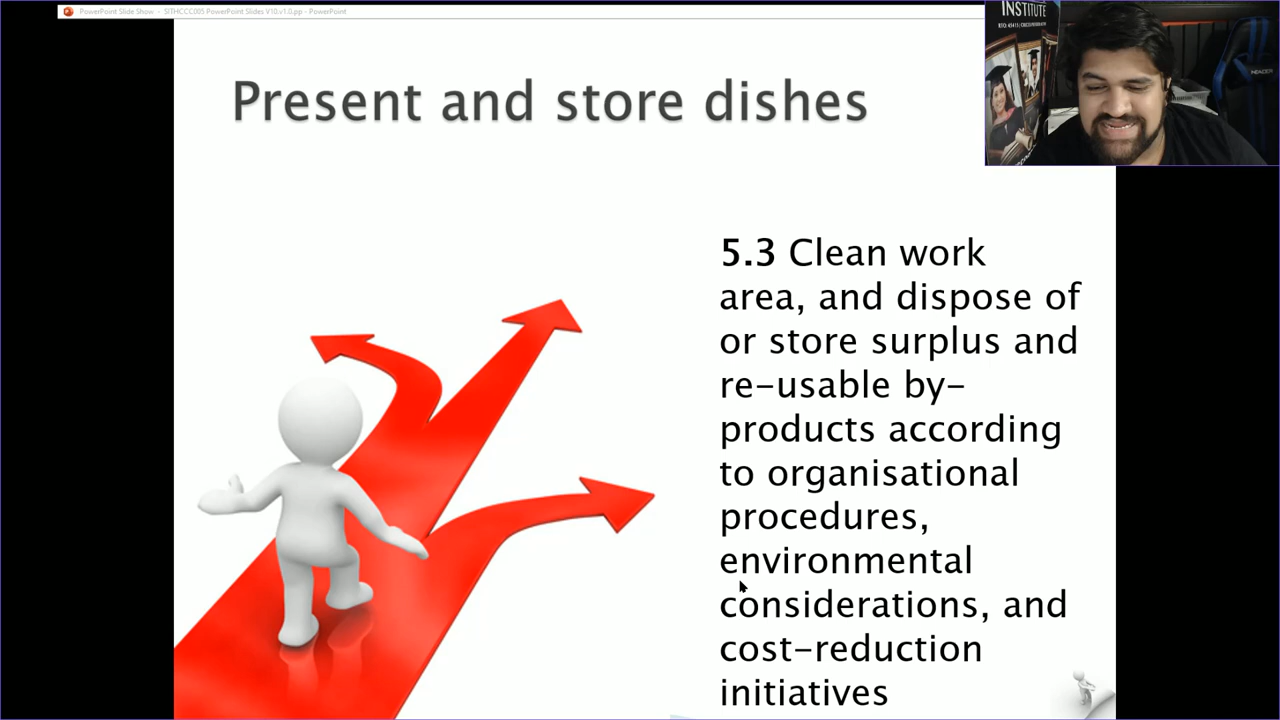 PowerPoint Slide Show - SITHCCC005 PowerPoint Slides V10.v1.0.pp - PowerPoint
INSTITUTE
Present and store dishes
5.3 Clean work
area, and dispose of
or store surplus and
re-usable by-
products according
to organisational
procedures,
environmental
considerations, and
cost-reduction
initiatives